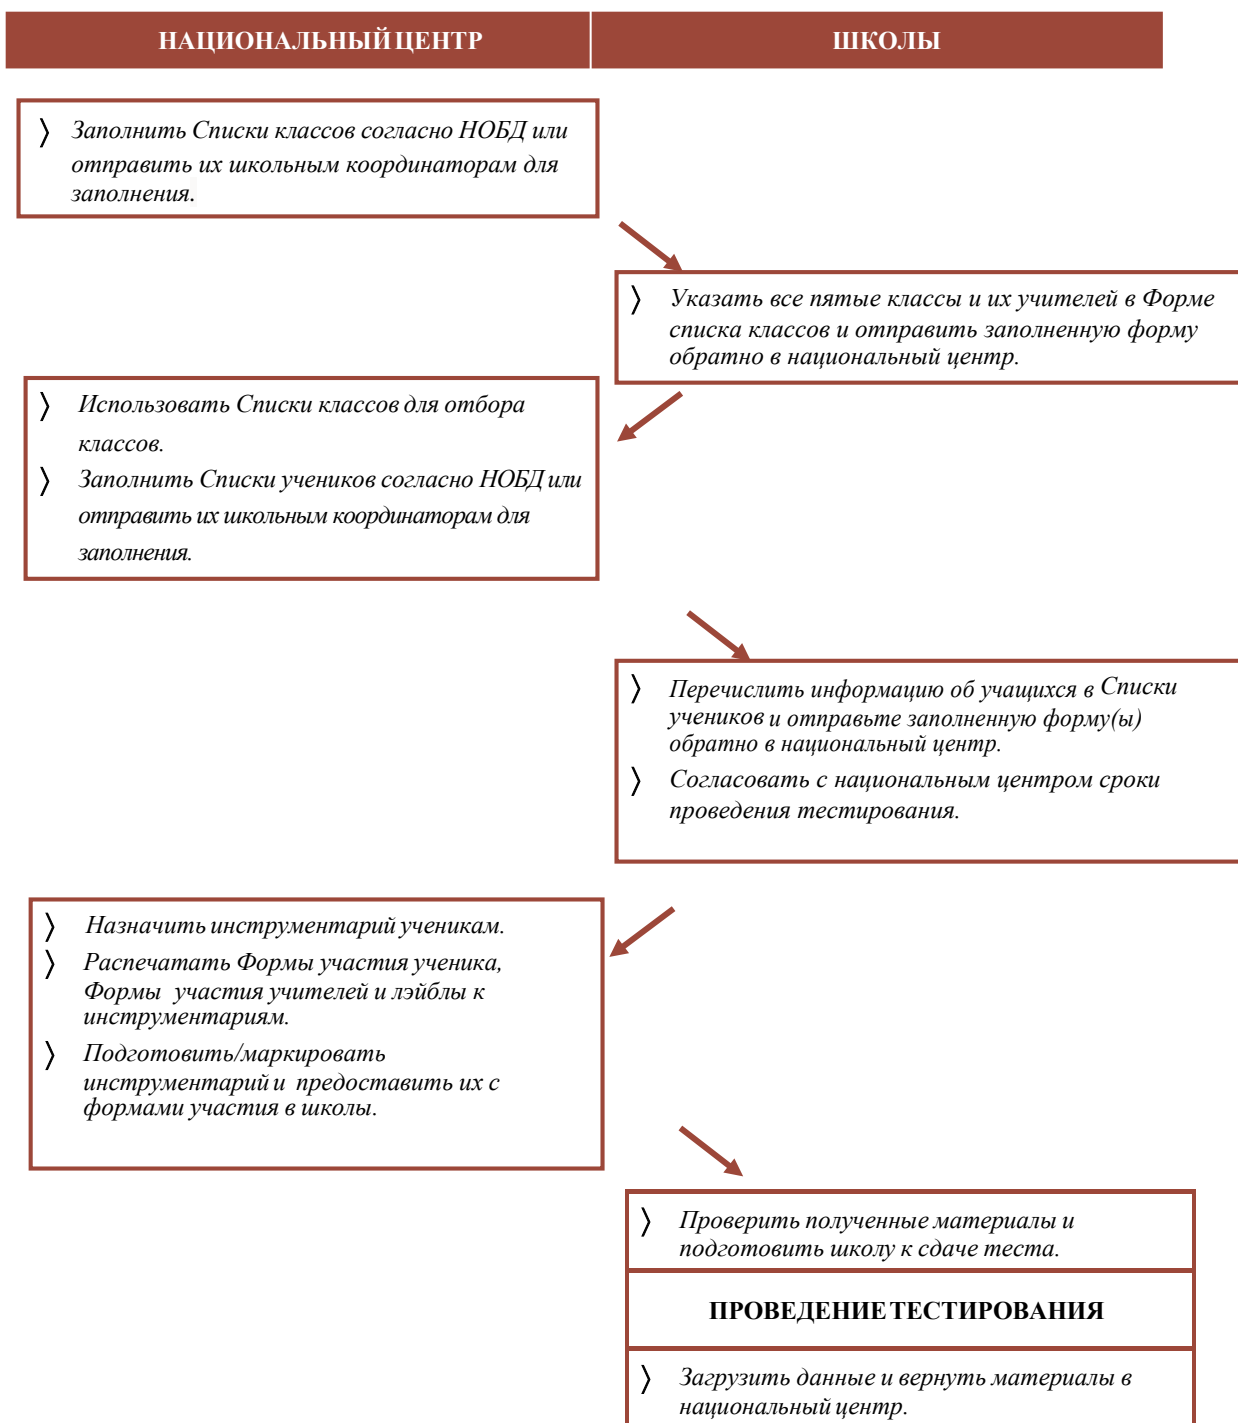 НАЦИОНАЛЬНЫЙ ЦЕНТР
ШКОЛЫ
〉 Заполнить Списки классов согласно НОБД или
отправить их школьным координаторам для
заполнения.
〉 Указать все пятые классы и их учителей в Форме
списка классов и отправить заполненную форму
обратно в национальный центр.
〉 Использовать Списки классов для отбора
классов.
〉 Заполнить Списки учеников согласно НОБД или
отправить их школьным координаторам для
заполнения.
〉 Перечислить информацию об учащихся в Списки
учеников и отправьте заполненную форму(ы)
обратно в национальный центр.
〉 Согласовать с национальным центром сроки
проведения тестирования.
〉 Назначить инструментарий ученикам.
〉 Распечатать Формы участия ученика,
Формы участия учителей и лэйблы к
инструментариям.
〉 Подготовить/маркировать
инструментарий и предоставить их с
формами участия в школы.
〉 Проверить полученные материалы и
подготовить школу к сдаче теста.
ПРОВЕДЕНИЕ ТЕСТИРОВАНИЯ
〉 Загрузить данные и вернуть материалы в
национальный центр.